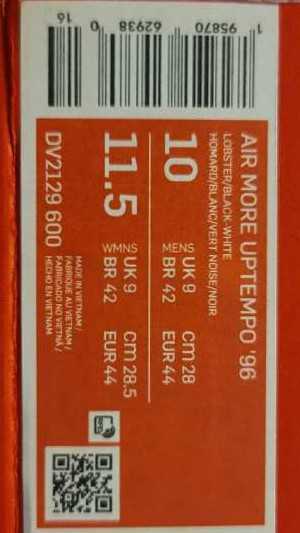 1 95870 62938 0
16
AIR MORE UPTEMPO '96
LOBSTER/BLACK-WHITE
HOMARD/BLANC/VERT NOISE/NOIR
10
MENS UK 9 cm 28
BR 42 EUR 44
11.5
WMNS UK 9 cm 28.5
BR 42 EUR 44
DV2129 600
MADE IN VIETNAM /
FABRIQUE AU VIETNAM /
FABRICADO NO VIETNÃ /
HECHO EN VIETNAM